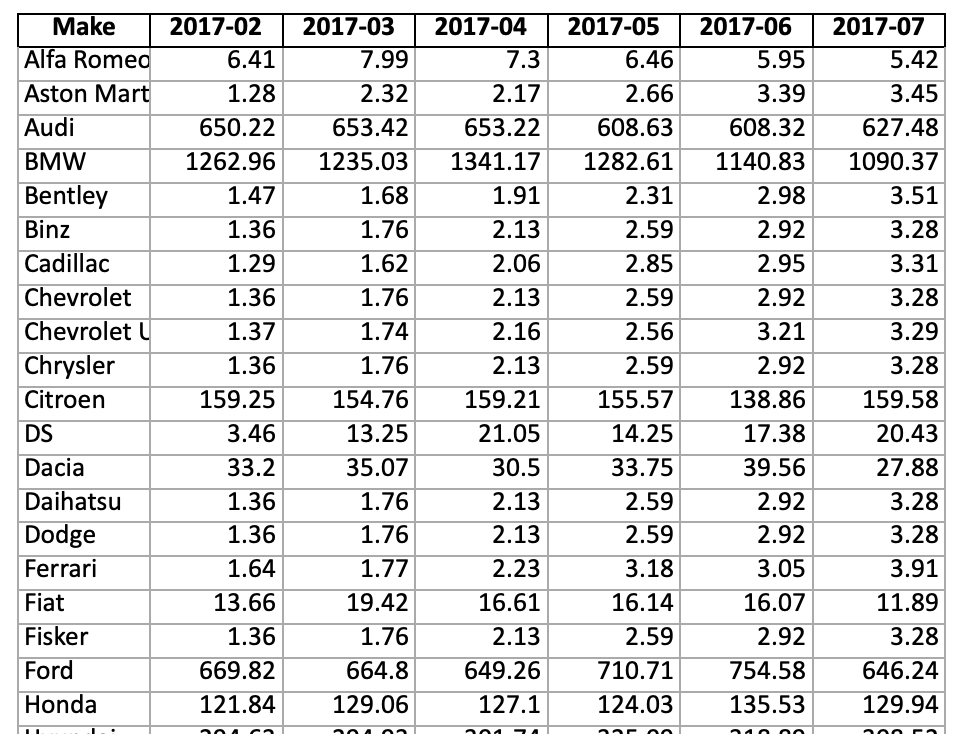 Make 2017-02 2017-03 2017-04 2017-05 2017-06 2017-07
Alfa Romeo 6.41 7.99 7.3 6.46 5.95 5.42
Aston Mart 1.28 2.32 2.17 2.66 3.39 3.45
Audi 650.22 653.42 653.22 608.63 608.32 627.48
BMW 1262.96 1235.03 1341.17 1282.61 1140.83 1090.37
Bentley 1.47 1.68 1.91 2.31 2.98 3.51
Binz 1.36 1.76 2.13 2.59 2.92 3.28
Cadillac 1.29 1.62 2.06 2.85 2.95 3.31
Chevrolet 1.36 1.76 2.13 2.59 2.92 3.28
Chevrolet U 1.37 1.74 2.16 2.56 3.21 3.29
Chrysler 1.36 1.76 2.13 2.59 2.92 3.28
Citroen 159.25 154.76 159.21 155.57 138.86 159.58
DS 3.46 13.25 21.05 14.25 17.38 20.43
Dacia 33.2 35.07 30.5 33.75 39.56 27.88
Daihatsu 1.36 1.76 2.13 2.59 2.92 3.28
Dodge 1.36 1.76 2.13 2.59 2.92 3.28
Ferrari 1.64 1.77 2.23 3.18 3.05 3.91
Fiat 13.66 19.42 16.61 16.14 16.07 11.89
Fisker 1.36 1.76 2.13 2.59 2.92 3.28
Ford 669.82 664.8 649.26 710.71 754.58 646.24
Honda 121.84 129.06 127.1 124.03 135.53 129.94